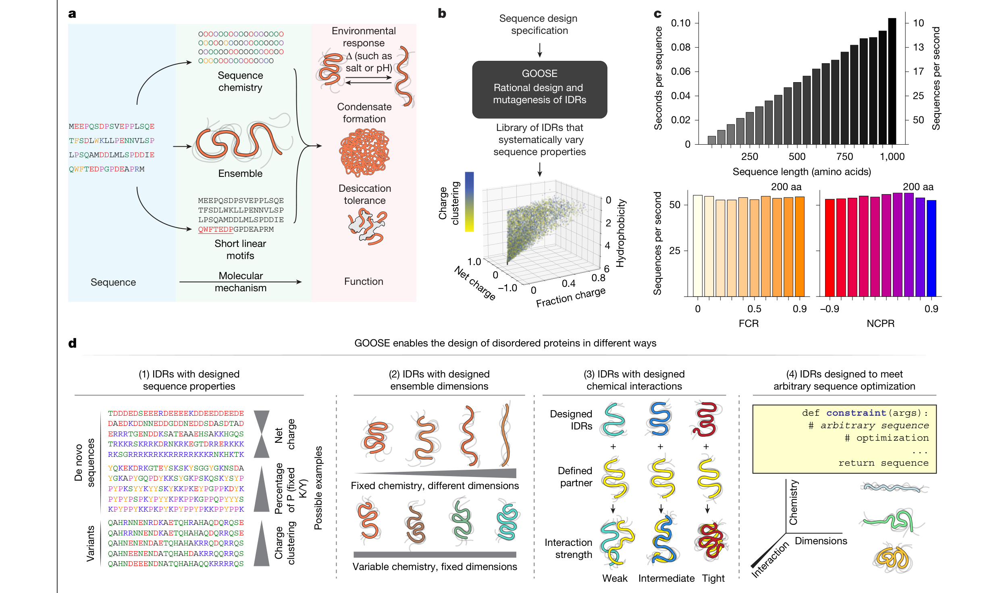 a
OOOOOOOOOOOOOOOOO
OOOOOOOOOOOOOOOOO
OOOOOOOOOOOOOOOOO
OOOOOOOOOOOOOOO
Sequence
chemistry
MEEPQSDPSVEPPLSQE
TFSDLWKLLPENNVLSP
LPSQAMDDLMLSPDDIE
QWFTEDPGPDEAPRM
Ensemble
MEEPQSDPSVEPPLSQE
TFSDLWKLLPENNVLSP
LPSQAMDDLMLSPDDIE
QWFTEDPGPDEAPRM
Short linear
motifs
Sequence
Molecular
mechanism
Environmental
response
Δ (such as
salt or pH)
Condensate
formation
Desiccation
tolerance
Function
b
Sequence design
specification
GOOSE
Rational design and
mutagenesis of IDRs
Library of IDRs that
systematically vary
sequence properties
Charge
clustering
0
2
4
6
Hydrophobicity
1.0
0
−1.0
Net charge
0
0.4
0.8
Fraction charge
c
Seconds per sequence
0.10
0.08
0.06
0.04
0.02
0
10
13
17
25
50
Sequences per second
250
500
750
1,000
Sequence length (amino acids)
Sequences per second
50
25
200 aa
0
0.5
0.9
FCR
200 aa
−0.9
0.9
NCPR
d
GOOSE enables the design of disordered proteins in different ways
(1) IDRs with designed
sequence properties
De novo
sequences
TDDDEDSEEERDEEEEKDDEEDDEEDE
DAEDKDDNNEDDGDDNEDDSDASDTAD
ERRRTGENDDKSATEAAEHSAKKHGQS
TRKKRSKRRKDRNKRKEGTDRRERKKK
RKSGRRRKRRKKRRRRRKKKRNKHKTK
Net
charge
YQKEKDRKGTEYSKSKYSGGYGKNSDA
YGKAPYGQPDYKKSYGKPSKQSKYSYP
PYPKSYYKYYSKYKKPKEYPGPPKDYK
PYPYPSPKYPYYKPKPPKGPPQPYYYS
KPYPPYKKPKPYKPYPPYPKKPPYPPK
Percentage
of P (fixed
K/Y)
Variants
QAHRNNENRDKAETQHRAHAQDQRQSE
QAHRRNNENDKAETQHAHAQDQRRQSE
QAHNENENDAETQHAHAKRRQDQRRQS
QAHNEENENDATQHAHDAKRRQQRRQS
QAHNDEEENDNATQHAHAQQKRRRRQS
Charge
clustering
Possible examples
(2) IDRs with designed
ensemble dimensions
Fixed chemistry, different dimensions
Variable chemistry, fixed dimensions
(3) IDRs with designed
chemical interactions
Designed
IDRs
+ + +
Defined
partner
Interaction
strength
Weak Intermediate Tight
(4) IDRs designed to meet
arbitrary sequence optimization
def constraint(args):
# arbitrary sequence
# optimization
...
return sequence
Chemistry
Dimensions
Interaction